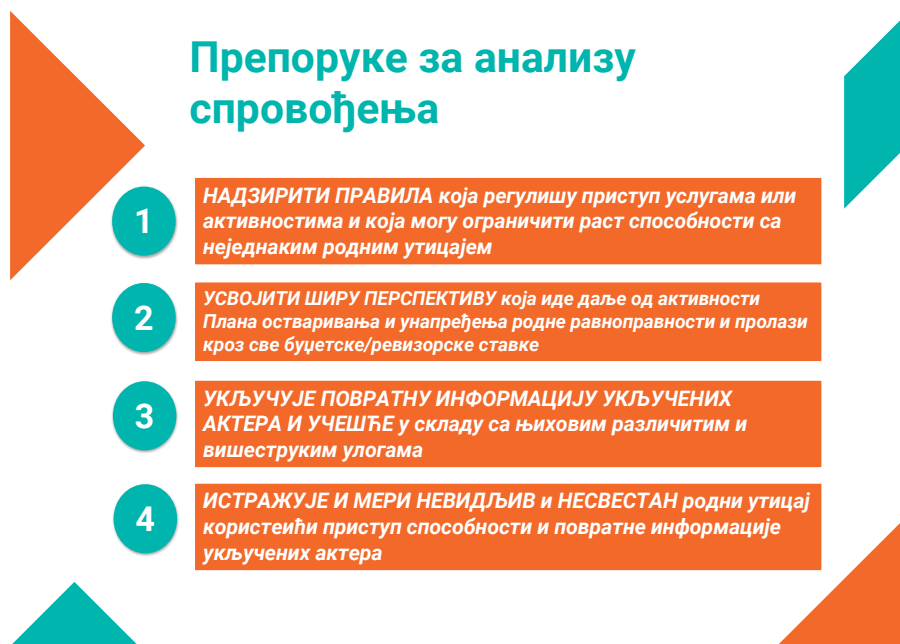 Препоруке за анализу
спровођења
1
НАДЗИРИТИ ПРАВИЛА која регулишу приступ услугама или
активностима и која могу ограничити раст способности са
неједнаким родним утицајем
2
УСВОЈИТИ ШИРУ ПЕРСПЕКТИВУ која иде даље од активности
Плана остваривања и унапређења родне равноправности и пролази
кроз све буџетске/ревизорске ставке
3
УКЉУЧУЈЕ ПОВРАТНУ ИНФОРМАЦИЈУ УКЉУЧЕНИХ
АКТЕРА И УЧЕШЋЕ у складу са њиховим различитим и
вишеструким улогама
4
ИСТРАЖУЈЕ И МЕРИ НЕВИДЉИВ и НЕСВЕСТАН родни утицај
користеићи приступ способности и повратне информације
укључених актера